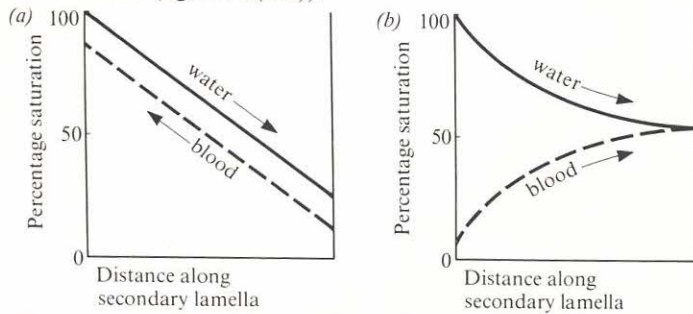 (a)
100
50
0
Percentage saturation
water
blood
Distance along
secondary lamella
(b)
100
50
0
Percentage saturation
water
blood
Distance along
secondary lamella